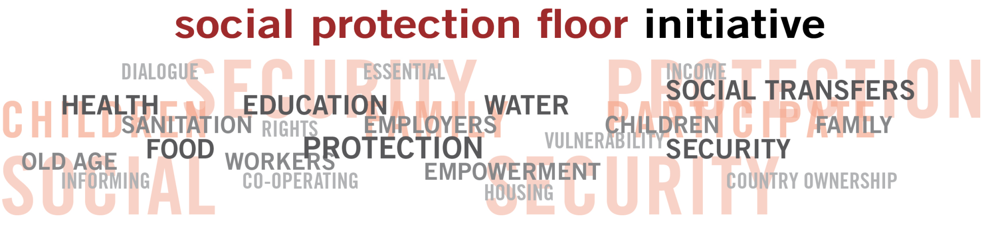 social protection floor initiative
DIALOGUE SECURITY ESSENTIAL PROTECTION INCOME
SOCIAL TRANSFERS
HEALTH EDUCATION WATER
CHILDREN FAMILY PARTICIPATE
SANITATION RIGHTS EMPLOYERS CHILDREN FAMILY
VULNERABILITY
FOOD PROTECTION SECURITY
OLD AGE WORKERS
SOCIAL SECURITY
EMPOWERMENT
INFORMING CO-OPERATING COUNTRY OWNERSHIP
HOUSING